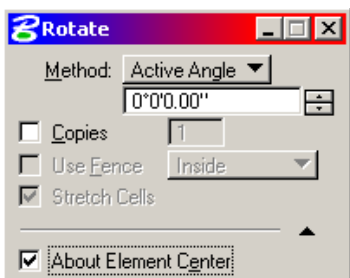 Rotate
Method: Active Angle
0°0'0.00"
Copies 1
Use Fence Inside
Stretch Cells
About Element Center